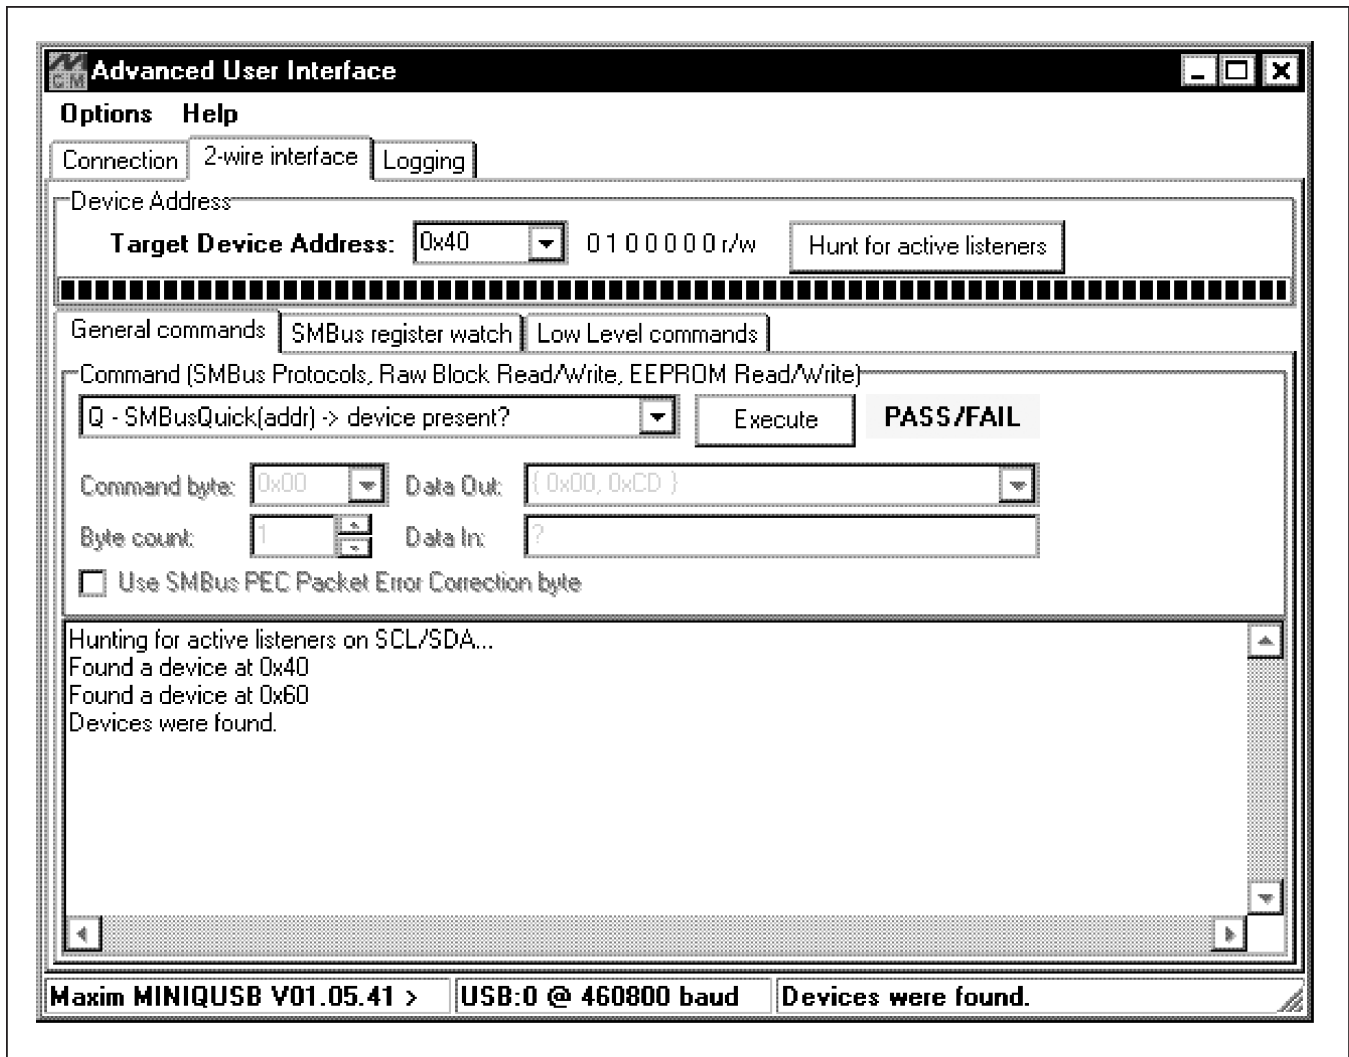 Advanced User Interface
Options Help
Connection 2-wire interface Logging
Device Address
Target Device Address: 0x40 0 1 0 0 0 0 0 r/w Hunt for active listeners
General commands SMBus register watch Low Level commands
Command (SMBus Protocols, Raw Block Read/Write, EEPROM Read/Write)
Q - SMBusQuick(addr) -> device present? Execute PASS/FAIL
Command byte: 0x00 Data Out: { 0x00, 0xCD }
Byte count: 1 Data In: ?
Use SMBus PEC Packet Error Correction byte
Hunting for active listeners on SCL/SDA...
Found a device at 0x40
Found a device at 0x60
Devices were found.
Maxim MINIQUSB V01.05.41 > USB:0 @ 460800 baud Devices were found.